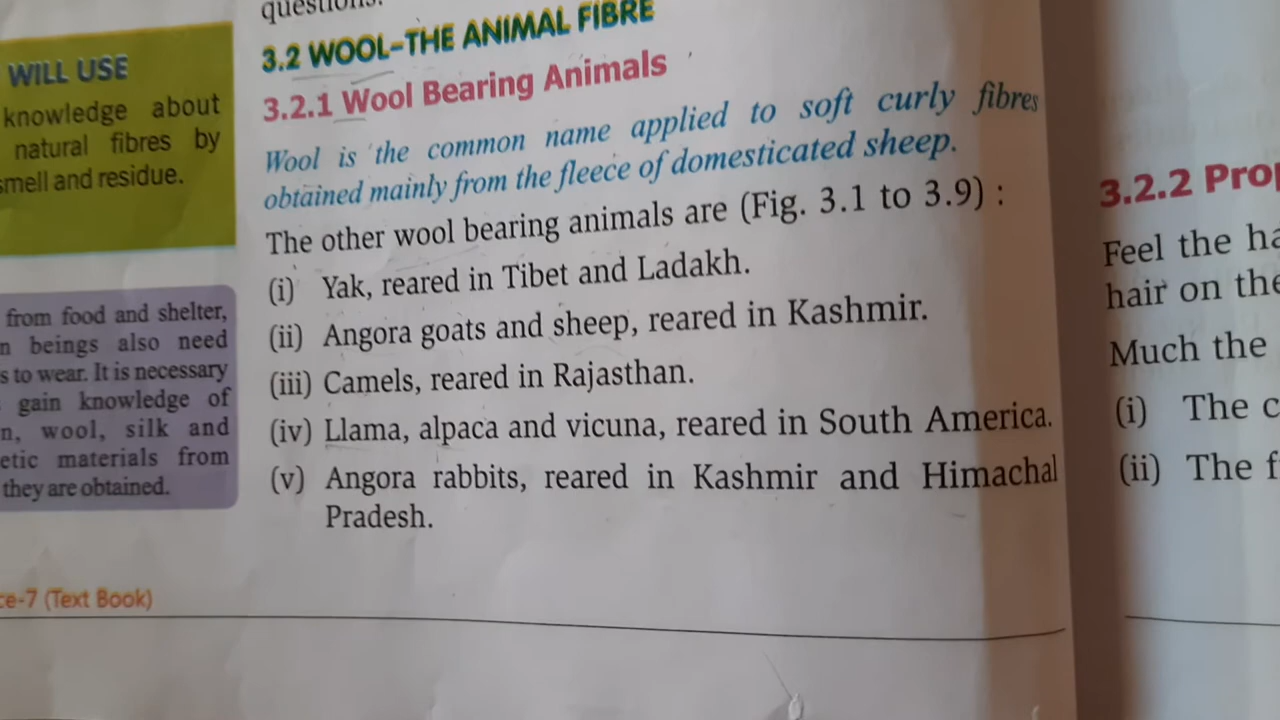 questions.
3.2 WOOL-THE ANIMAL FIBRE
3.2.1 Wool Bearing Animals
Wool is the common name applied to soft curly fibres
obtained mainly from the fleece of domesticated sheep.
The other wool bearing animals are (Fig. 3.1 to 3.9) :
(i) Yak, reared in Tibet and Ladakh.
(ii) Angora goats and sheep, reared in Kashmir.
(iii) Camels, reared in Rajasthan.
(iv) Llama, alpaca and vicuna, reared in South America.
(v) Angora rabbits, reared in Kashmir and Himachal
Pradesh.
WILL USE
knowledge about
natural fibres by
smell and residue.
from food and shelter,
beings also need
to wear. It is necessary
gain knowledge of
wool, silk and
materials from
they are obtained.
-7 (Text Book)
3.2.2
Feel the
hair on the
Much the
(i) The
(ii) The